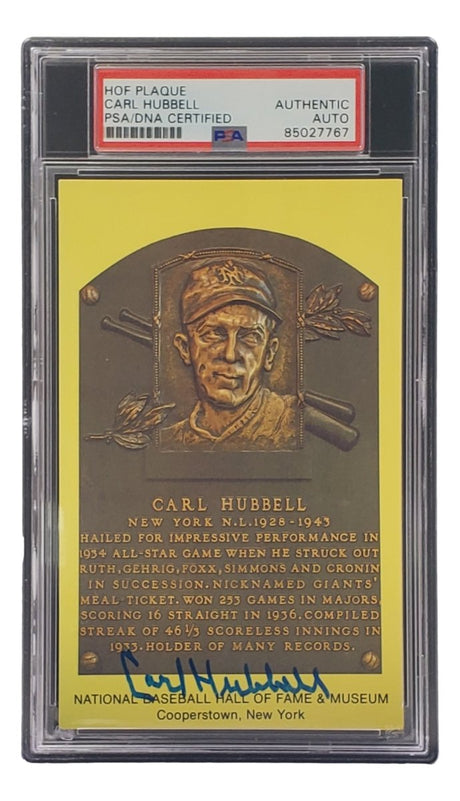 HOF PLAQUE
CARL HUBBELL
PSA/DNA CERTIFIED
AUTHENTIC
AUTO
85027767
PSA
NY
CARL HUBBELL
NEW YORK N.L. 1928-1943
HAILED FOR IMPRESSIVE PERFORMANCE IN
1934 ALL-STAR GAME WHEN HE STRUCK OUT
RUTH, GEHRIG, FOXX, SIMMONS AND CRONIN
IN SUCCESSION. NICKNAMED GIANTS'
MEAL-TICKET. WON 253 GAMES IN MAJORS,
SCORING 16 STRAIGHT IN 1936. COMPILED
STREAK OF 46 1/3 SCORELESS INNINGS IN
1933. HOLDER OF MANY RECORDS.
Carl Hubbell
NATIONAL BASEBALL HALL OF FAME & MUSEUM
Cooperstown, New York